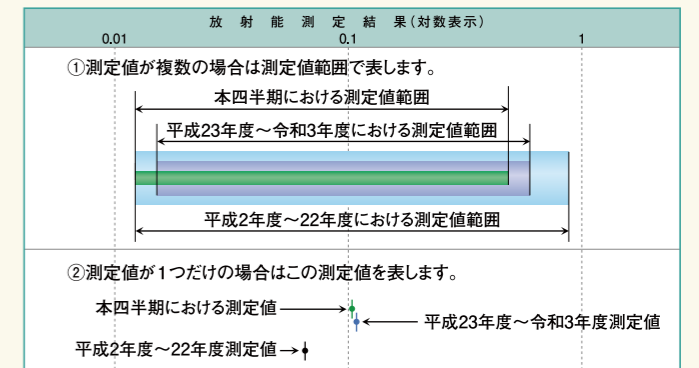 放射能測定結果(対数表示)
0.01 0.1 1
①測定値が複数の場合は測定値範囲で表します。
本四半期における測定値範囲
平成23年度～令和3年度における測定値範囲
平成2年度～22年度における測定値範囲
②測定値が1つだけの場合はこの測定値を表します。
本四半期における測定値
平成23年度～令和3年度測定値
平成2年度～22年度測定値